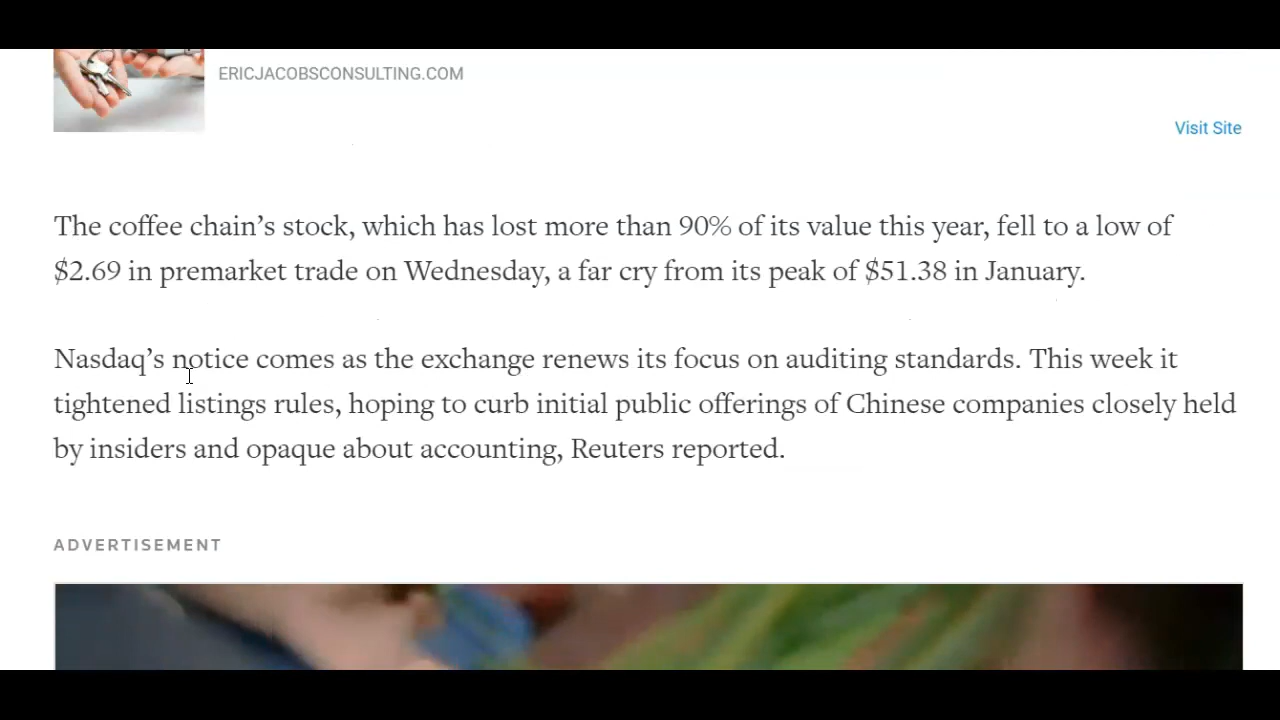 ERICJACOBSCONSULTING.COM
Visit Site
The coffee chain’s stock, which has lost more than 90% of its value this year, fell to a low of
$2.69 in premarket trade on Wednesday, a far cry from its peak of $51.38 in January.
Nasdaq’s notice comes as the exchange renews its focus on auditing standards. This week it
tightened listings rules, hoping to curb initial public offerings of Chinese companies closely held
by insiders and opaque about accounting, Reuters reported.
ADVERTISEMENT